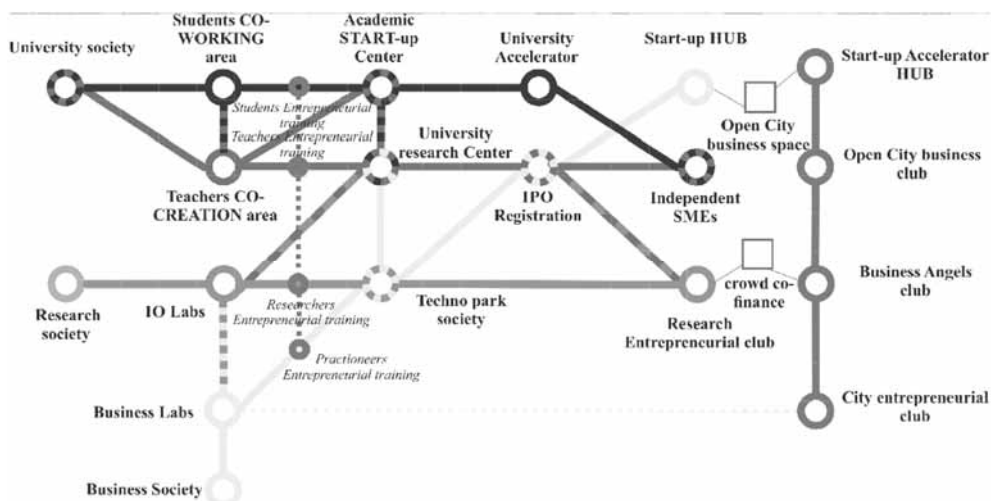 Students CO-
WORKING
area
Academic
START-up
Center
University
Accelerator
Start-up HUB
University society
Start-up Accelerator
HUB
Students Entrepreneurial
training
Teachers Entrepreneurial
training
University
research Center
Open City
business space
Open City business
club
Teachers CO-
CREATION area
IPO
Registration
Independent
SMEs
Research
society
IO Labs
Researchers
Entrepreneurial training
Techno park
society
crowd co-
finance
Business Angels
club
Research
Entrepreneurial club
Practioneers
Entrepreneurial training
Business Labs
City entrepreneurial
club
Business Society